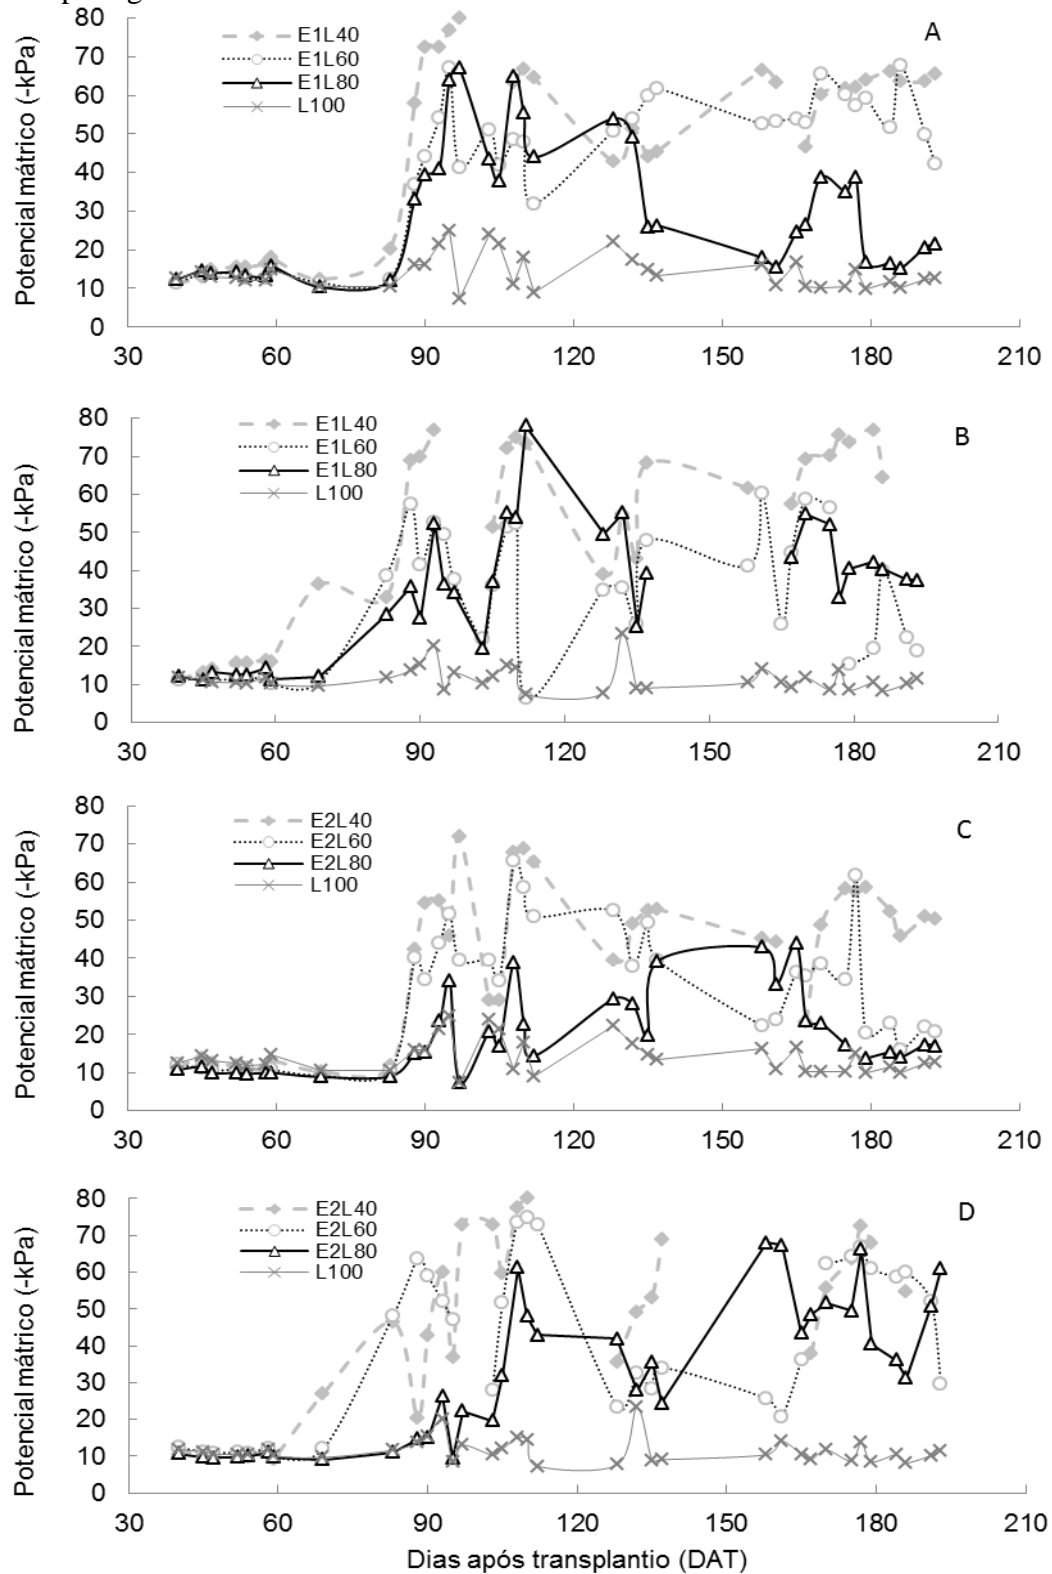 80
70
60
50
40
30
20
10
0
Potencial mátrico (-kPa)
E1L40
E1L60
E1L80
L100
A
30 60 90 120 150 180 210
80
70
60
50
40
30
20
10
0
Potencial mátrico (-kPa)
E1L40
E1L60
E1L80
L100
B
30 60 90 120 150 180 210
80
70
60
50
40
30
20
10
0
Potencial mátrico (-kPa)
E2L40
E2L60
E2L80
L100
C
30 60 90 120 150 180 210
80
70
60
50
40
30
20
10
0
Potencial mátrico (-kPa)
E2L40
E2L60
E2L80
L100
D
30 60 90 120 150 180 210
Dias após transplantio (DAT)